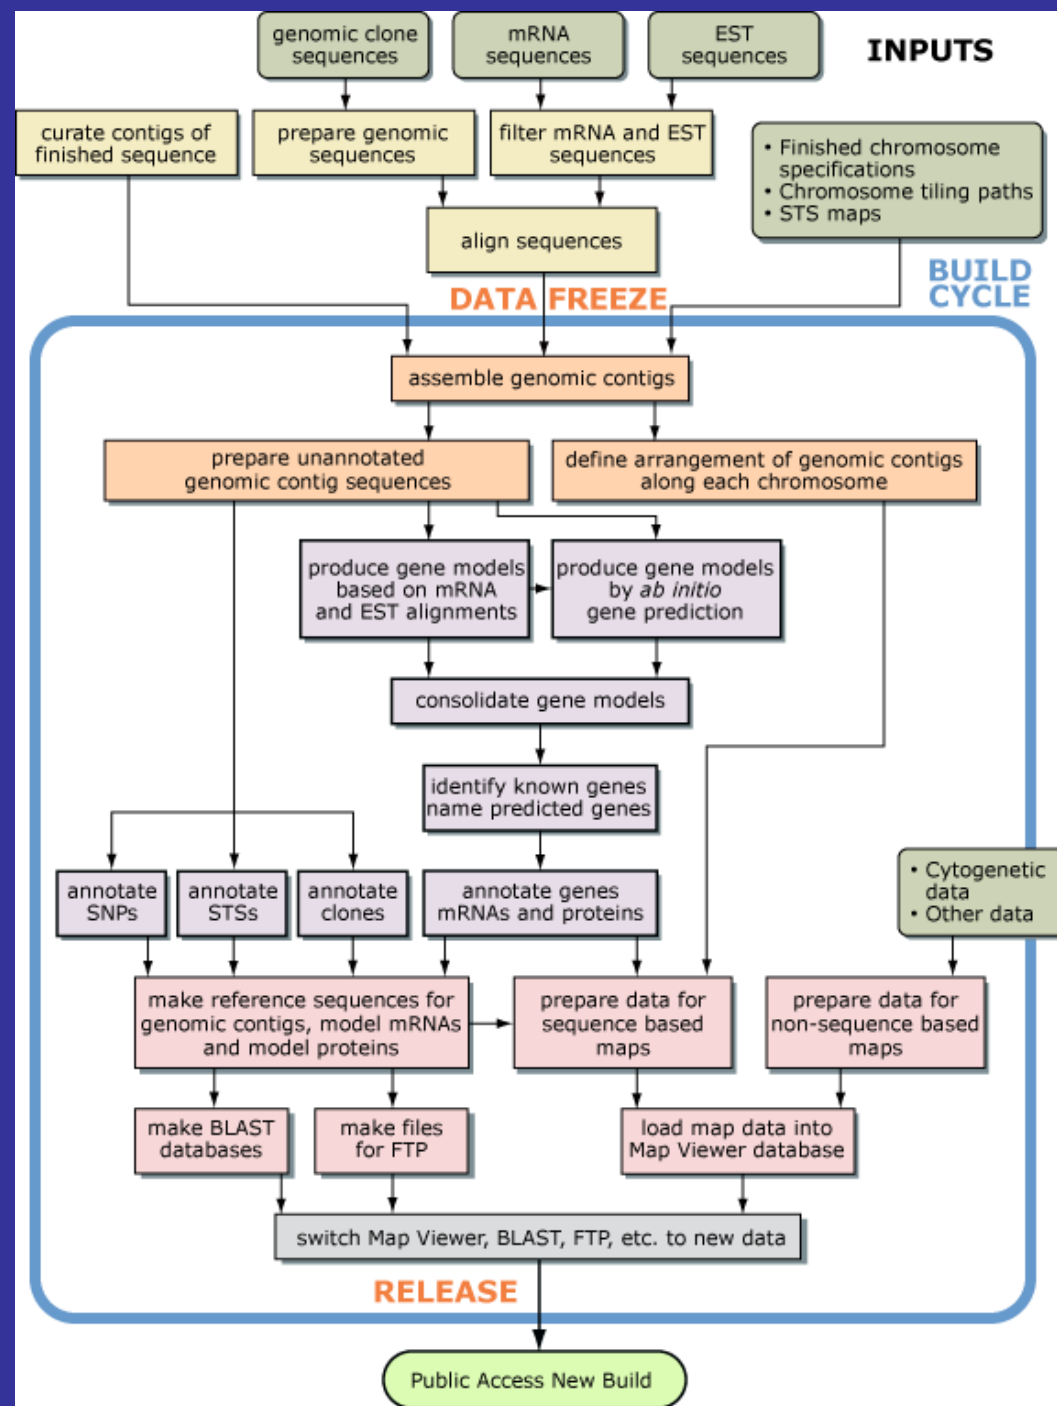 genomic clone
sequences
mRNA
sequences
EST
sequences
INPUTS
curate contigs of
finished sequence
prepare genomic
sequences
filter mRNA and EST
sequences
• Finished chromosome
specifications
• Chromosome tiling paths
• STS maps
align sequences
BUILD
CYCLE
DATA FREEZE
assemble genomic contigs
prepare unannotated
genomic contig sequences
define arrangement of genomic contigs
along each chromosome
produce gene models
based on mRNA
and EST alignments
produce gene models
by ab initio
gene prediction
consolidate gene models
identify known genes
name predicted genes
annotate
SNPs
annotate
STSs
annotate
clones
annotate genes
mRNAs and proteins
• Cytogenetic
data
• Other data
make reference sequences for
genomic contigs, model mRNAs
and model proteins
prepare data for
sequence based
maps
prepare data for
non-sequence based
maps
make BLAST
databases
make files
for FTP
load map data into
Map Viewer database
switch Map Viewer, BLAST, FTP, etc. to new data
RELEASE
Public Access New Build